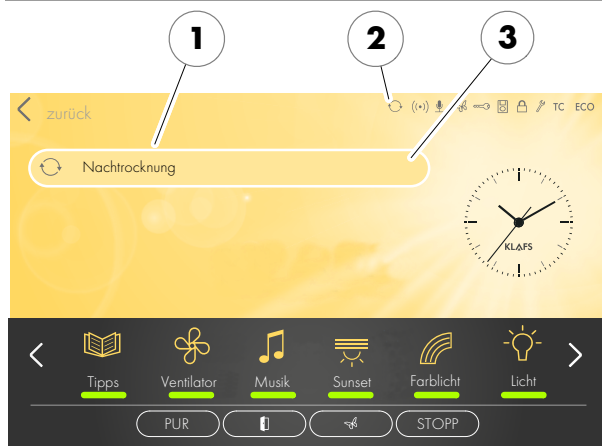 1 2 3
zurück TC ECO
Nachtrocknung
KLAFS
Tipps Ventilator Musik Sunset Farblicht Licht
PUR STOPP